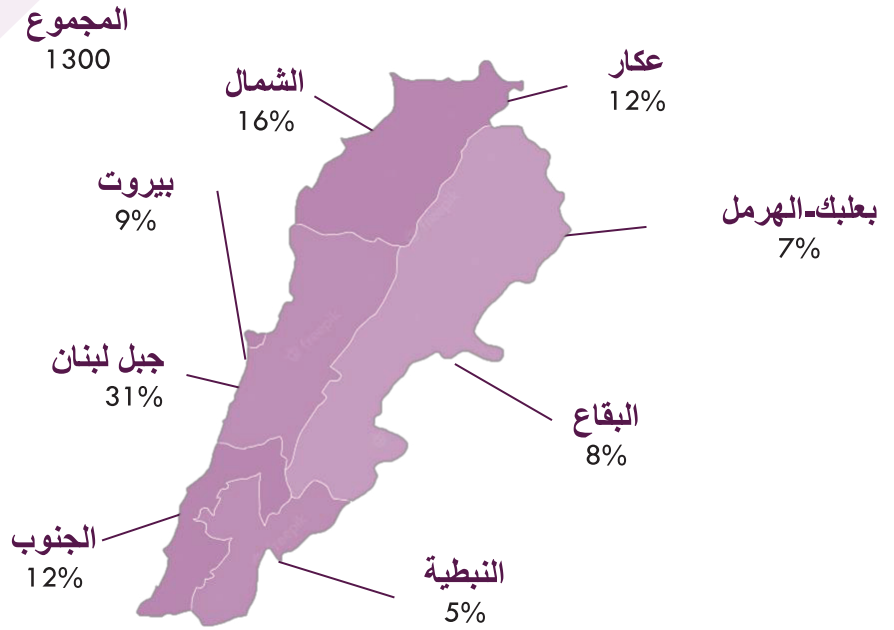 المجموع
1300
عكار
12%
الشمال
16%
بيروت
9%
بعلبك-الهرمل
7%
جبل لبنان
31%
البقاع
8%
الجنوب
12%
النبطية
5%